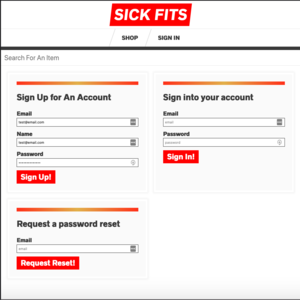 SICK FITS
SHOP
SIGN IN
Search For An Item
Sign Up for An Account
Email
test@email.com
Name
test@email.com
Password
Sign Up!
Sign into your account
Email
email
Password
password
Sign In!
Request a password reset
Email
email
Request Reset!